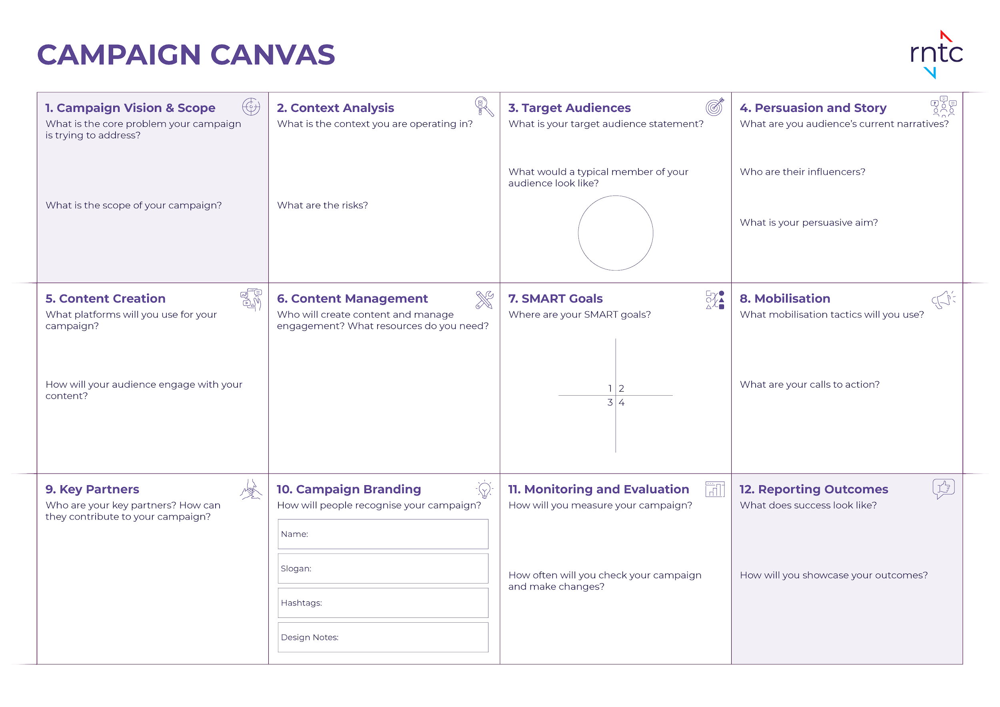 CAMPAIGN CANVAS
rntc
1. Campaign Vision & Scope
What is the core problem your campaign
is trying to address?
What is the scope of your campaign?
2. Context Analysis
What is the context you are operating in?
What are the risks?
3. Target Audiences
What is your target audience statement?
What would a typical member of your
audience look like?
4. Persuasion and Story
What are you audience's current narratives?
Who are their influencers?
What is your persuasive aim?
5. Content Creation
What platforms will you use for your
campaign?
How will your audience engage with your
content?
6. Content Management
Who will create content and manage
engagement? What resources do you need?
7. SMART Goals
Where are your SMART goals?
1 2
3 4
8. Mobilisation
What mobilisation tactics will you use?
What are your calls to action?
9. Key Partners
Who are your key partners? How can
they contribute to your campaign?
10. Campaign Branding
How will people recognise your campaign?
Name:
Slogan:
Hashtags:
Design Notes:
11. Monitoring and Evaluation
How will you measure your campaign?
How often will you check your campaign
and make changes?
12. Reporting Outcomes
What does success look like?
How will you showcase your outcomes?